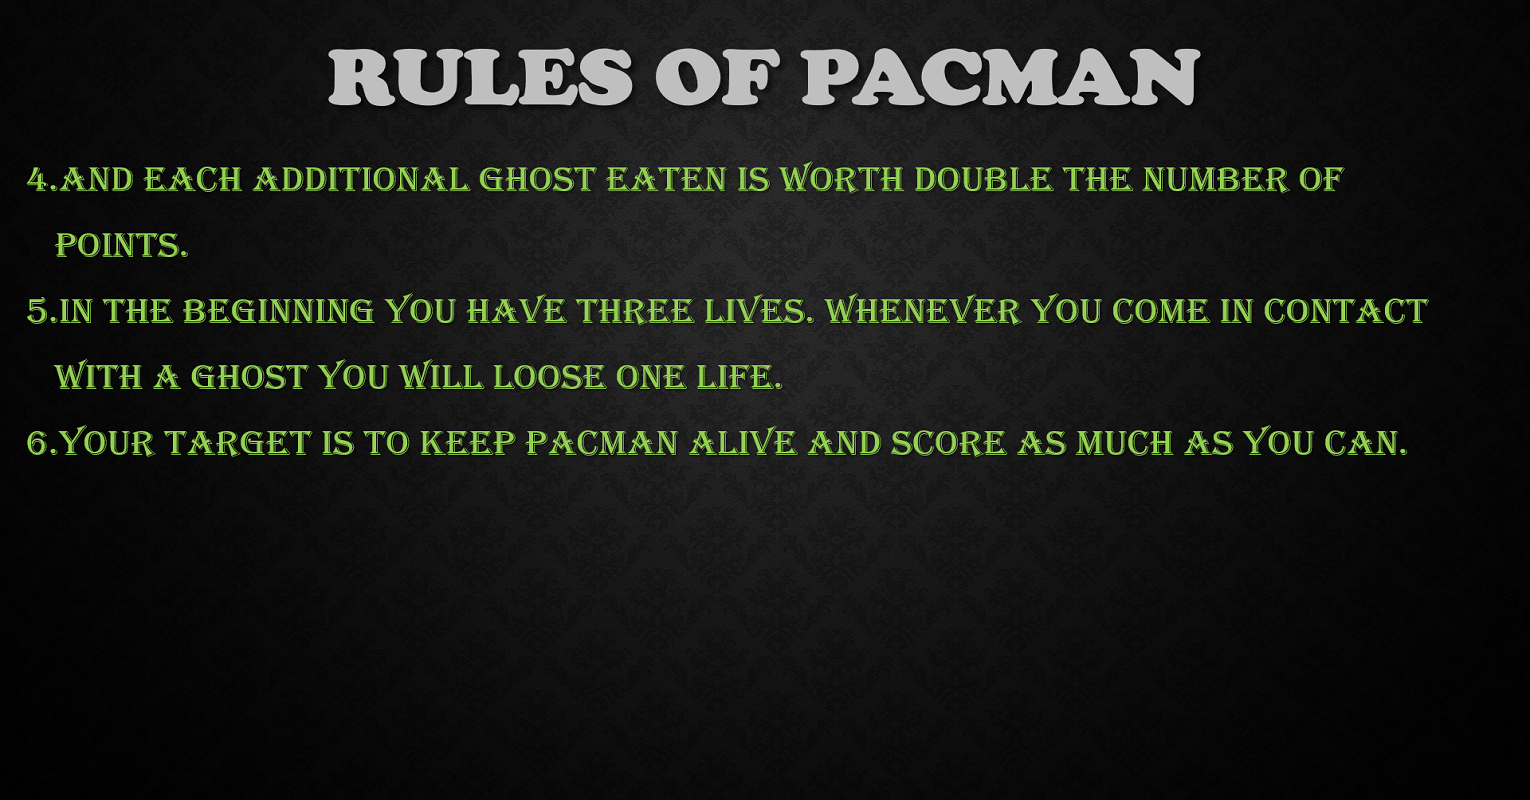 RULES OF PACMAN
4.AND EACH ADDITIONAL GHOST EATEN IS WORTH DOUBLE THE NUMBER OF
POINTS.
5.IN THE BEGINNING YOU HAVE THREE LIVES. WHENEVER YOU COME IN CONTACT
WITH A GHOST YOU WILL LOOSE ONE LIFE.
6.YOUR TARGET IS TO KEEP PACMAN ALIVE AND SCORE AS MUCH AS YOU CAN.